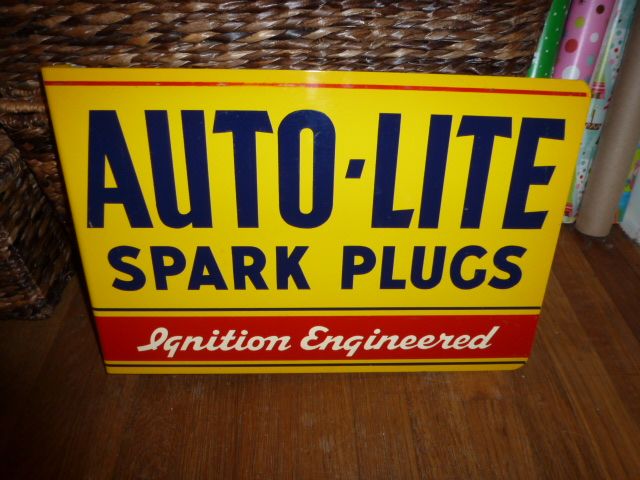 AUTO-LITE
SPARK PLUGS
Ignition Engineered